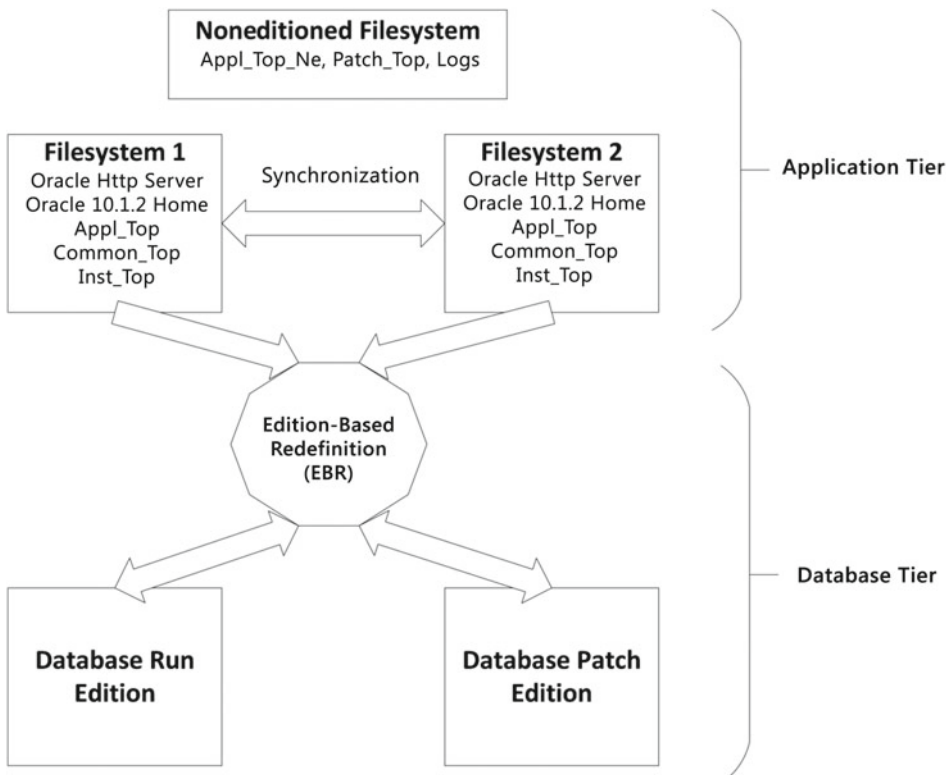 Noneditioned Filesystem
Appl_Top_Ne, Patch_Top, Logs
Filesystem 1
Oracle Http Server
Oracle 10.1.2 Home
Appl_Top
Common_Top
Inst_Top
Synchronization
Filesystem 2
Oracle Http Server
Oracle 10.1.2 Home
Appl_Top
Common_Top
Inst_Top
Application Tier
Edition-Based
Redefinition
(EBR)
Database Tier
Database Run
Edition
Database Patch
Edition